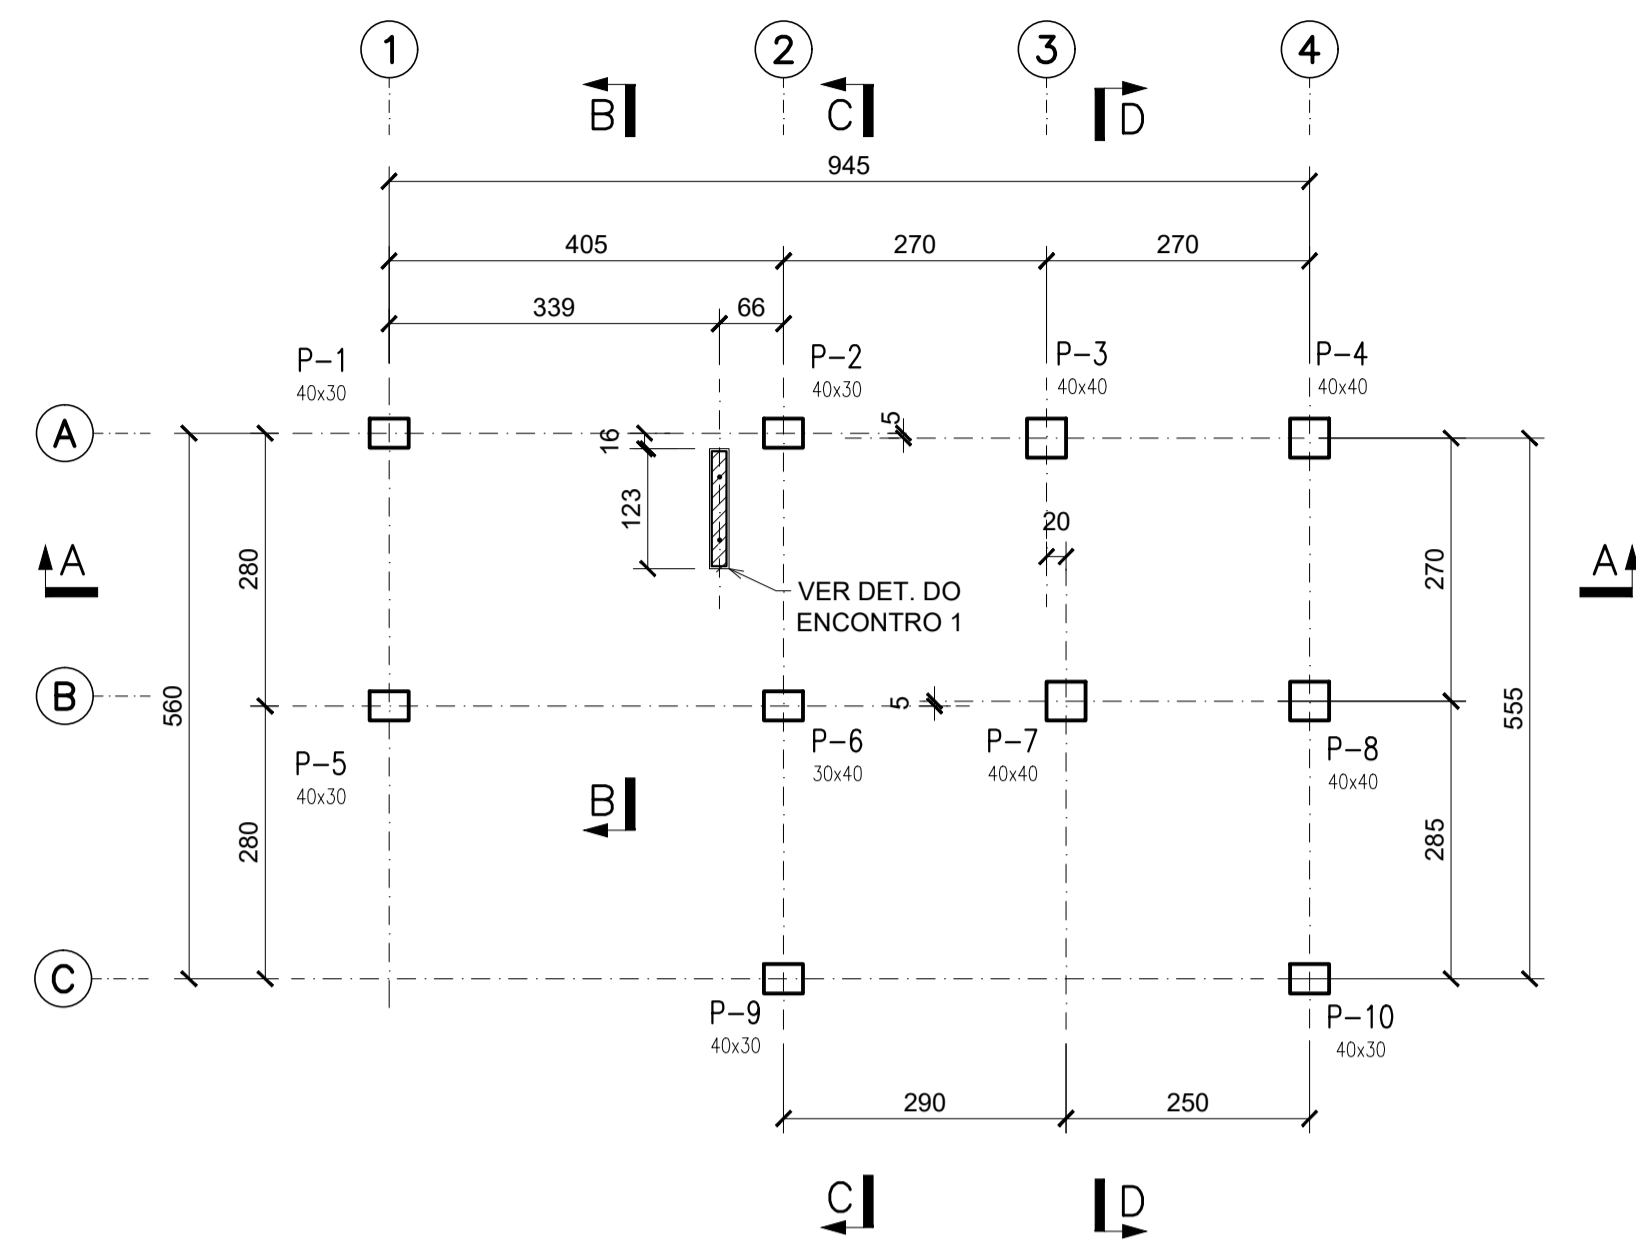 1 2 3 4
B C D
945
405 270 270
339 66
P-1 P-2 P-3 P-4
40x30 40x30 40x40 40x40
A
5
16
123
20
A 280 270 A
VER DET. DO
ENCONTRO 1
B
560 5 555
P-6 P-7 P-8
30x40 40x40 40x40
P-5
40x30
B
280 285
C
P-9 P-10
40x30 40x30
290 250
C D